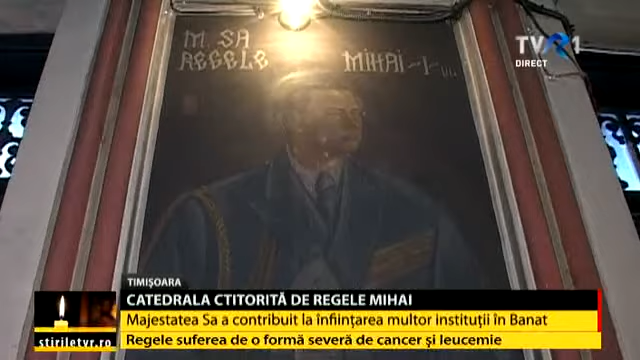 M. SA
REGELE MIHAI-I-
TVR1
DIRECT
TIMIȘOARA
CATEDRALA CTITORITĂ DE REGELE MIHAI
Majestatea Sa a contribuit la înființarea multor instituții în Banat
stiriletvr.ro
Regele suferea de o formă severă de cancer și leucemie